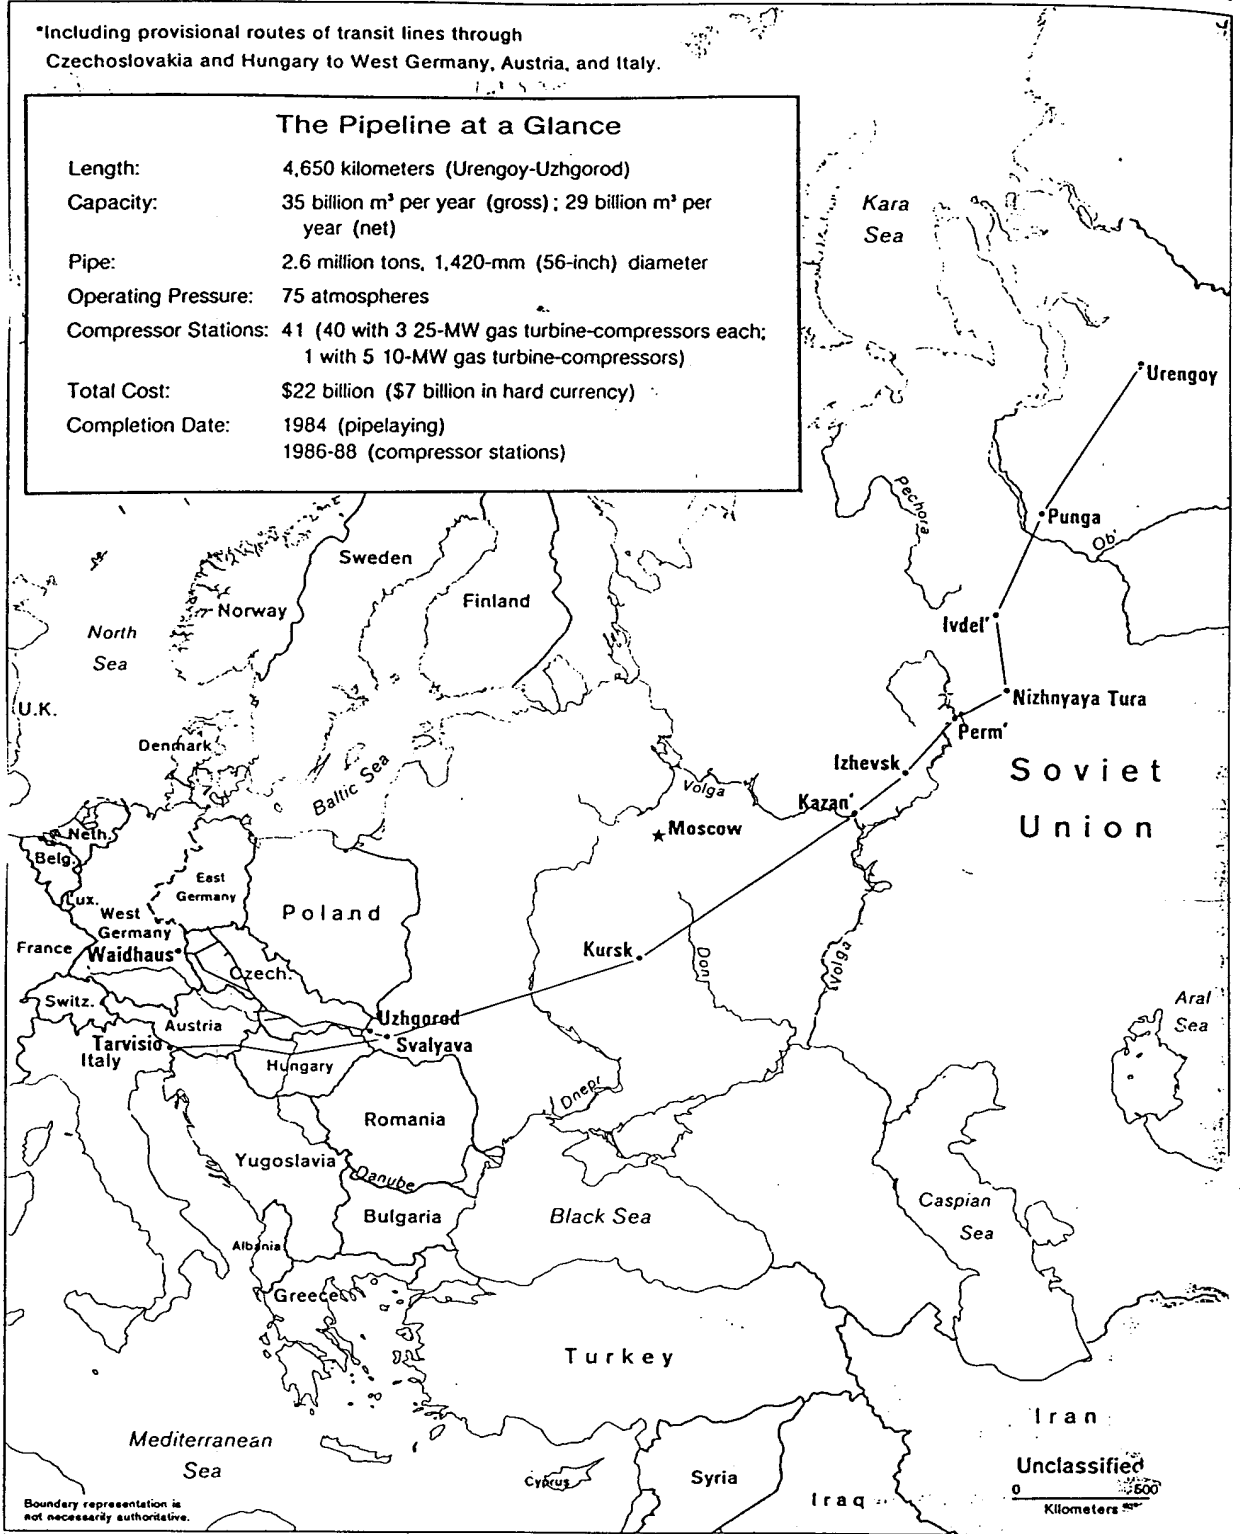 *Including provisional routes of transit lines through
Czechoslovakia and Hungary to West Germany, Austria, and Italy.
The Pipeline at a Glance
Length: 4,650 kilometers (Urengoy-Uzhgorod)
Capacity: 35 billion m³ per year (gross); 29 billion m³ per
year (net)
Pipe: 2.6 million tons, 1,420-mm (56-inch) diameter
Operating Pressure: 75 atmospheres
Compressor Stations: 41 (40 with 3 25-MW gas turbine-compressors each;
1 with 5 10-MW gas turbine-compressors)
Total Cost: $22 billion ($7 billion in hard currency)
Completion Date: 1984 (pipelaying)
1986-88 (compressor stations)
Kara
Sea
Urengoy
Pechora
Punga
Ob'
Sweden
Norway
Finland
North
Sea
Ivdel'
U.K.
Nizhnyaya Tura
Perm'
Denmark
Baltic Sea
Izhevsk
Volga
Kazan'
Soviet
Union
Moscow
Neth.
Belg.
Lux.
East
Germany
West
Germany
Poland
France
Waidhaus
Czech.
Kursk
Don
Volga
Switz.
Austria
Uzhgorod
Svalyava
Aral
Sea
Tarvisio
Italy
Hungary
Dnepr
Romania
Yugoslavia
Danube
Bulgaria
Black Sea
Caspian
Sea
Albania
Greece
Turkey
Iran
Mediterranean
Sea
Cyprus
Syria
Iraq
Unclassified
0 500
Kilometers
Boundary representation is
not necessarily authoritative.